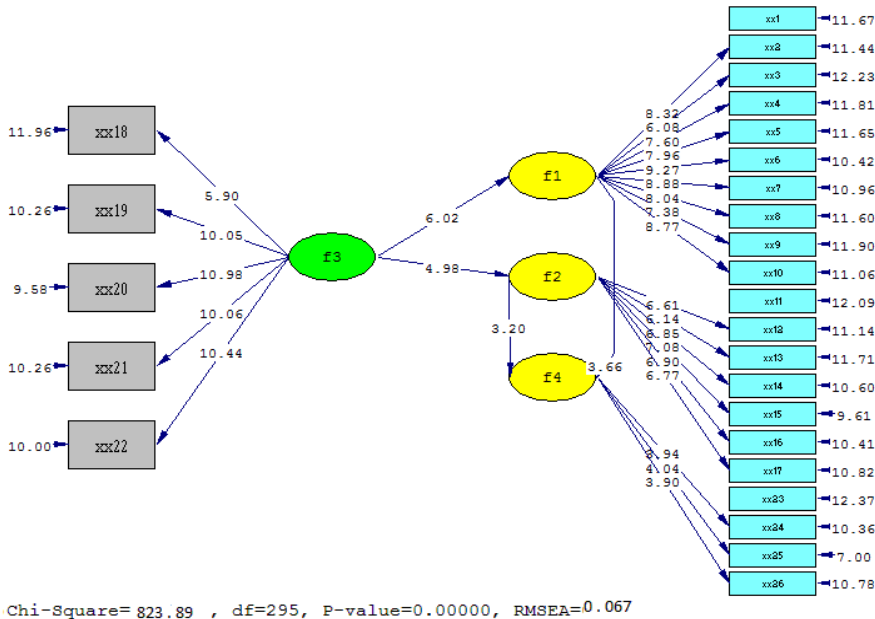 xx1 11.67
xx2 11.44
xx3 12.23
xx4 11.81
xx5 11.65
xx6 10.42
xx7 10.96
xx8 11.60
xx9 11.90
xx10 11.06
xx11 12.09
xx12 11.14
xx13 11.71
xx14 10.60
xx15 9.61
xx16 10.41
xx17 10.82
xx23 12.37
xx24 10.36
xx25 7.00
xx26 10.78
11.96 xx18
10.26 xx19
9.58 xx20
10.26 xx21
10.00 xx22
5.90
10.05
10.98
10.06
10.44
f3
6.02
4.98
f1
f2
3.20
f4
8.32
6.08
7.60
7.96
9.27
8.88
8.04
7.38
8.77
6.61
6.14
6.85
7.08
6.90
6.77
3.66
3.94
4.04
3.90
Chi-Square= 823.89 , df=295, P-value=0.00000, RMSEA=0.067